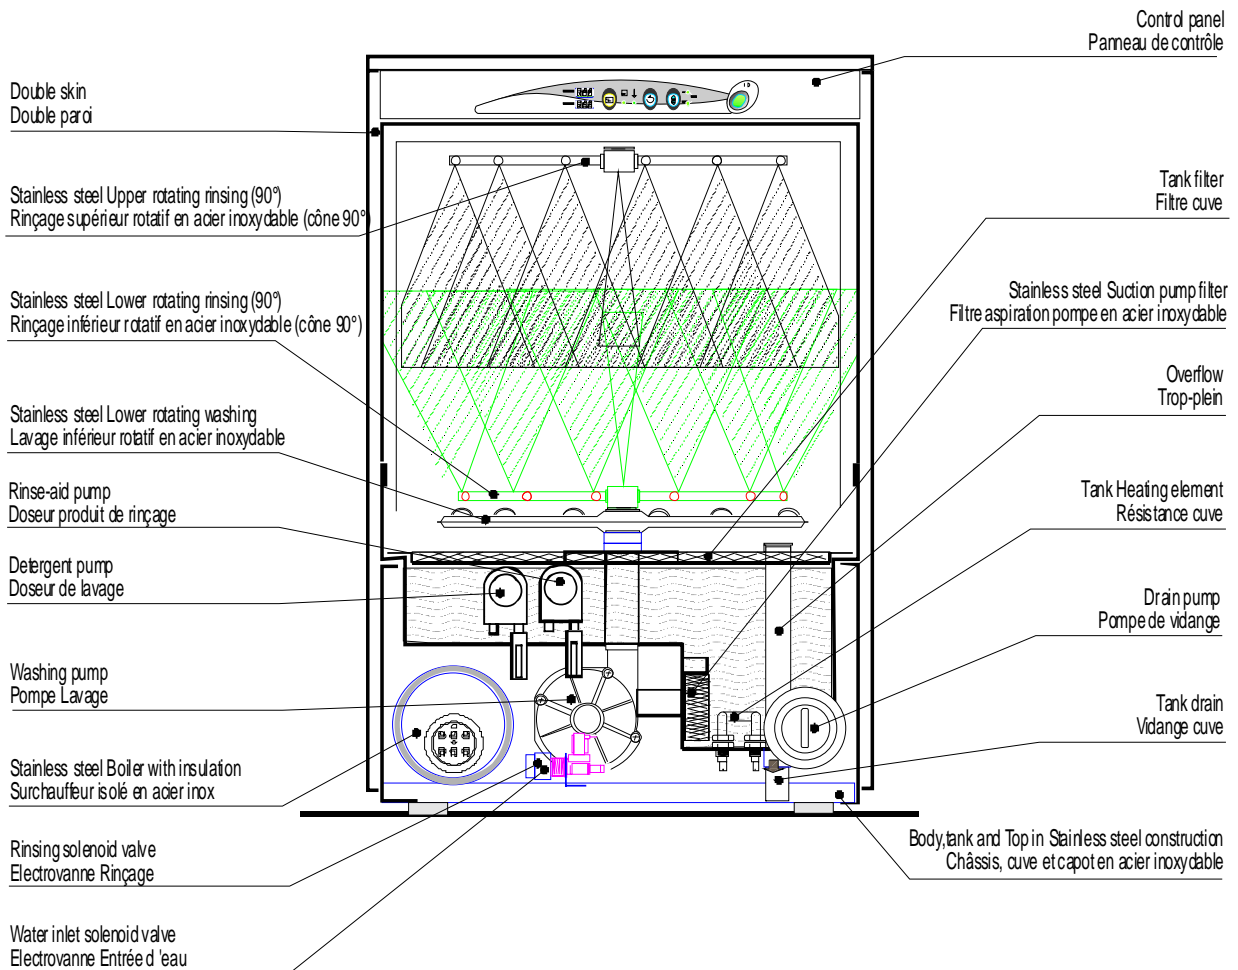 Control panel
Panneau de contrôle
Double skin
Double paroi
Stainless steel Upper rotating rinsing (90°)
Rinçage supérieur rotatif en acier inoxydable (cône 90°)
Tank filter
Filtre cuve
Stainless steel Lower rotating rinsing (90°)
Rinçage inférieur rotatif en acier inoxydable (cône 90°)
Stainless steel Suction pump filter
Filtre aspiration pompe en acier inoxydable
Overflow
Trop-plein
Stainless steel Lower rotating washing
Lavage inférieur rotatif en acier inoxydable
Rinse-aid pump
Doseur produit de rinçage
Tank Heating element
Résistance cuve
Detergent pump
Doseur de lavage
Drain pump
Pompe de vidange
Washing pump
Pompe Lavage
Tank drain
Vidange cuve
Stainless steel Boiler with insulation
Surchauffeur isolé en acier inox
Rinsing solenoid valve
Electrovanne Rinçage
Body,tank and Top in Stainless steel construction
Châssis, cuve et capot en acier inoxydable
Water inlet solenoid valve
Electrovanne Entrée d 'eau